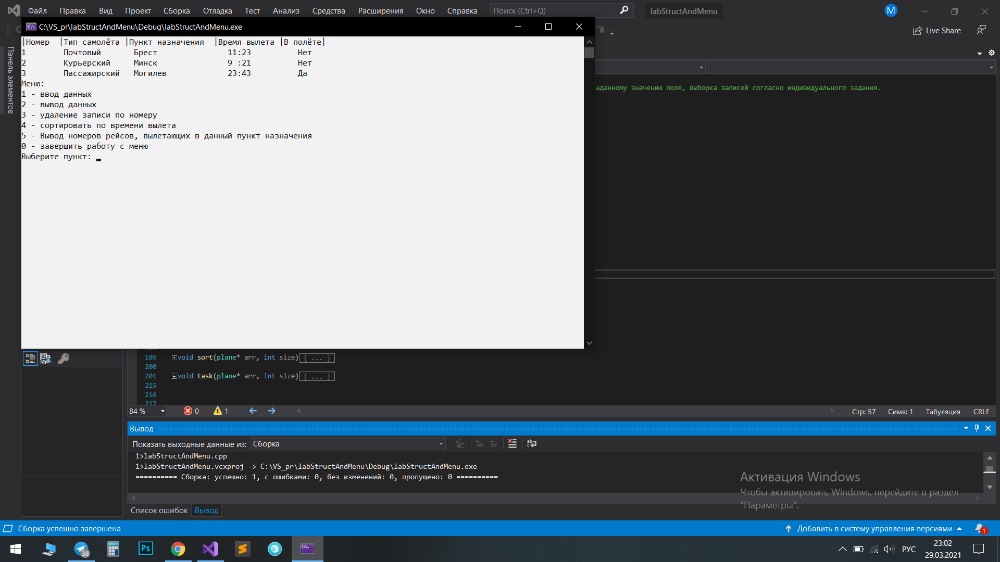 Файл Правка Вид Проект Сборка Отладка Тест Анализ Средства Расширения Окно Справка Поиск (Ctrl+Q) labStructAndMenu M
C:\VS_pr\labStructAndMenu\Debug\labStructAndMenu.exe
Live Share
Панель элементов
|Номер |Тип самолёта |Пункт назначения |Время вылета |В полёте|
1 Почтовый Брест 11:23 Нет
2 Курьерский Минск 9 :21 Нет
3 Пассажирский Могилев 23:43 Да
Меню:
1 - ввод данных
2 - вывод данных
3 - удаление записи по номеру
4 - сортировать по времени вылета
5 - Вывод номеров рейсов, вылетающих в данный пункт назначения
0 - завершить работу с меню
Выберите пункт:
аданному значению поля, выборка записей согласно индивидуального задания.
186 void sort(plane* arr, int size){ ... }
200
201 void task(plane* arr, int size){ ... }
215
216
217
84 % 0 1 Стр: 57 Симв: 1 Табуляция CRLF
Вывод
Показать выходные данные из: Сборка
1>labStructAndMenu.cpp
1>labStructAndMenu.vcxproj -> C:\VS_pr\labStructAndMenu\Debug\labStructAndMenu.exe
========== Сборка: успешно: 1, с ошибками: 0, без изменений: 0, пропущено: 0 ==========
Активация Windows
Чтобы активировать Windows, перейдите в раздел
"Параметры".
Список ошибок Вывод
Сборка успешно завершена Добавить в систему управления версиями 1
38 Ps РУС 23:02
29.03.2021